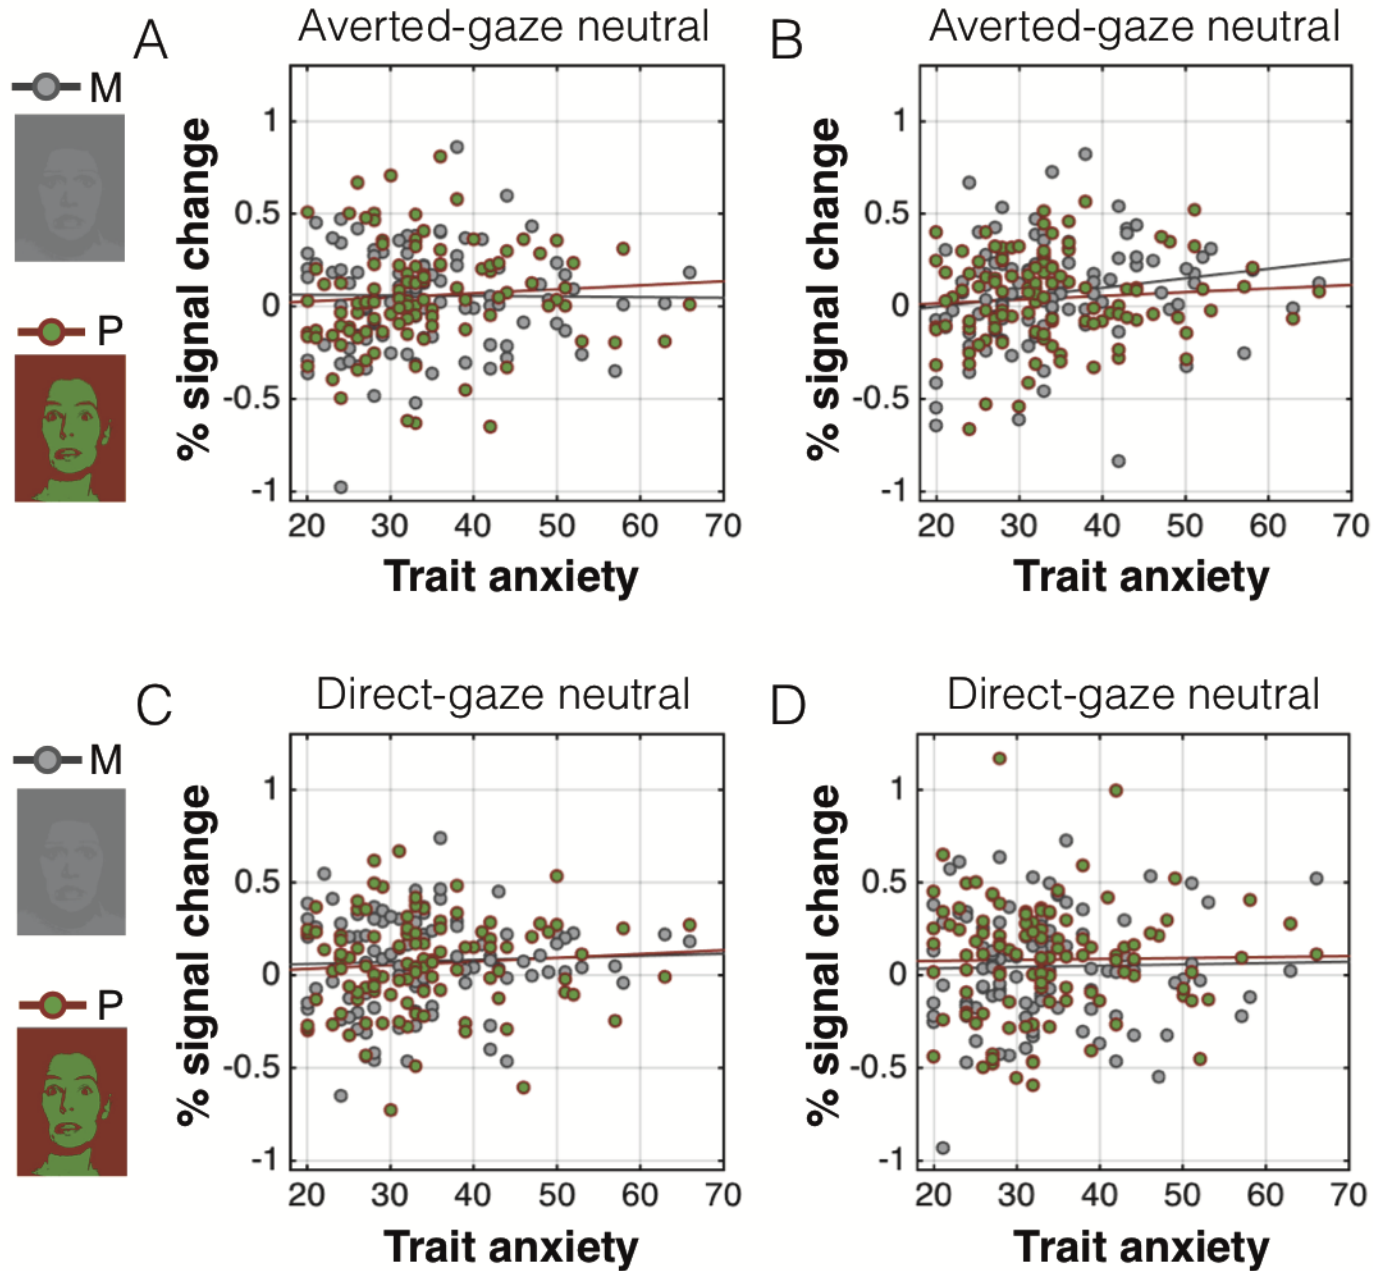 A Averted-gaze neutral
B Averted-gaze neutral
M
P
% signal change
1
0.5
0
-0.5
-1
20 30 40 50 60 70
Trait anxiety
% signal change
1
0.5
0
-0.5
-1
20 30 40 50 60 70
Trait anxiety
C Direct-gaze neutral
D Direct-gaze neutral
M
P
% signal change
1
0.5
0
-0.5
-1
20 30 40 50 60 70
Trait anxiety
% signal change
1
0.5
0
-0.5
-1
20 30 40 50 60 70
Trait anxiety